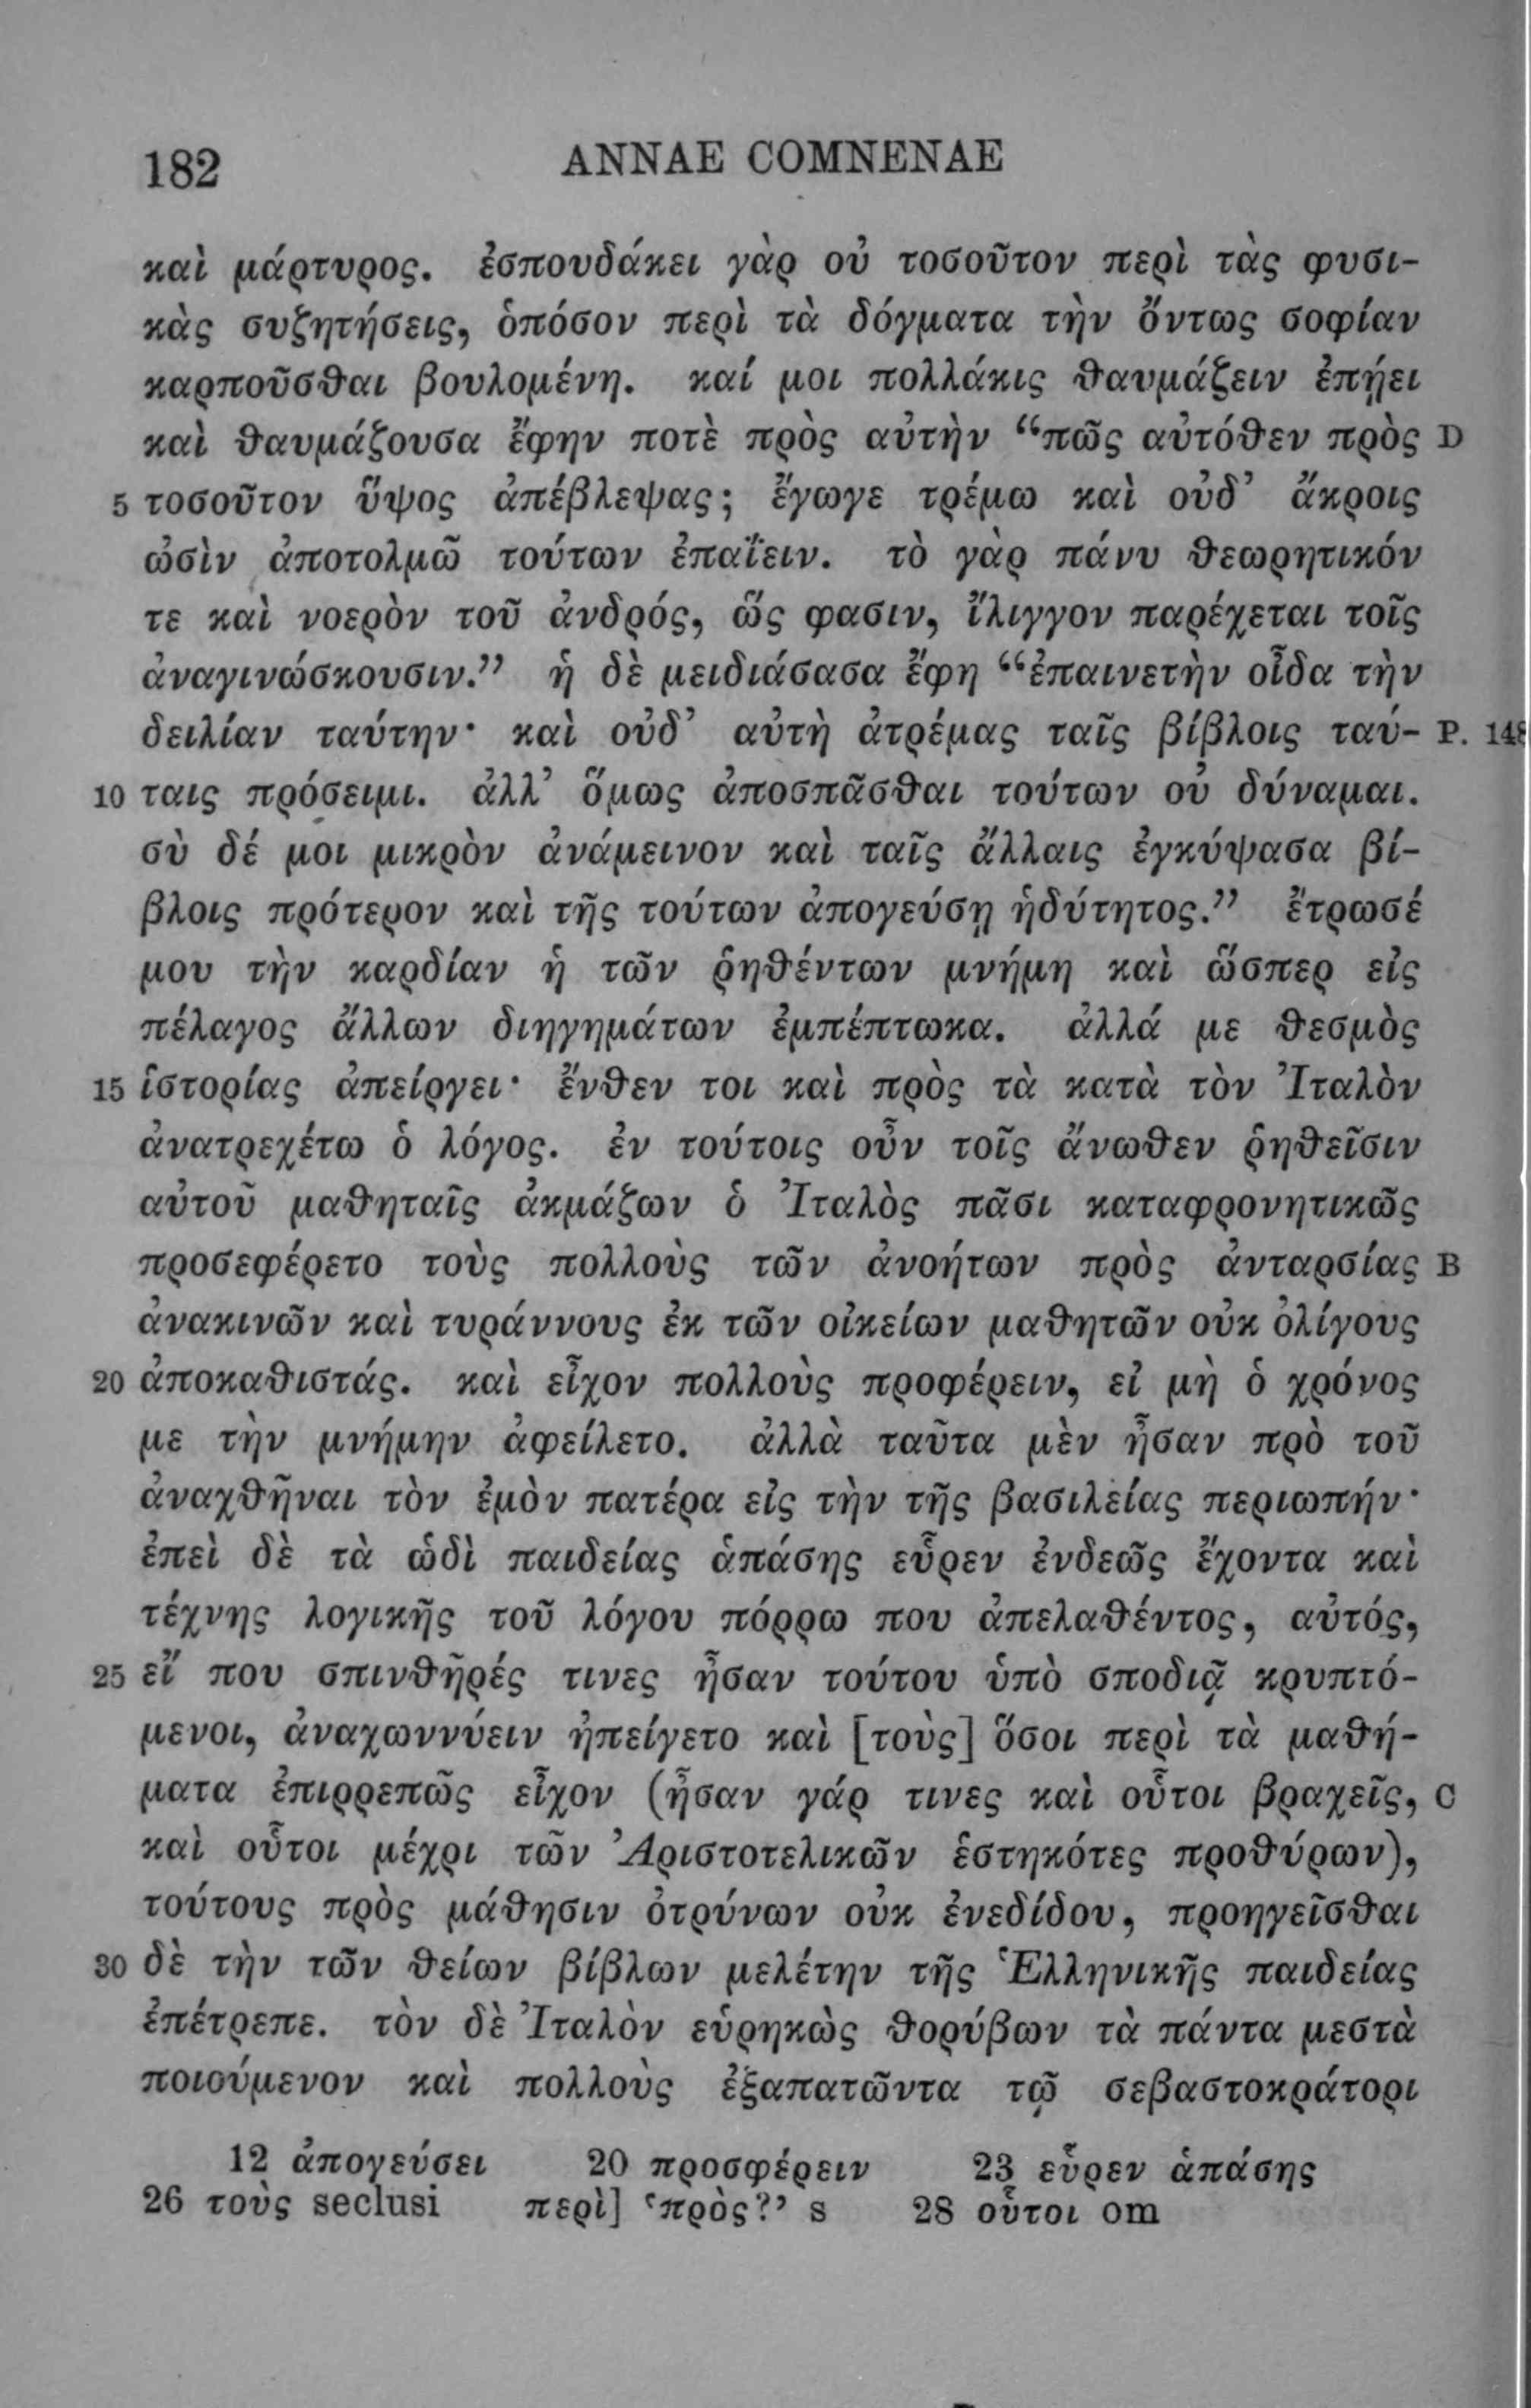 182 ANNAE COMNENAE
καὶ μάρτυρος. ἐσπουδάκει γὰρ οὐ τοσοῦτον περὶ τὰς φυσι-
κὰς συζητήσεις, ὁπόσον περὶ τὰ δόγματα τὴν ὄντως σοφίαν
καρποῦσθαι βουλομένη. καί μοι πολλάκις θαυμάζειν ἐπῄει
καὶ θαυμάζουσα ἔφην ποτὲ πρὸς αὐτὴν “πῶς αὐτόθεν πρὸς D
5 τοσοῦτον ὕψος ἀπέβλεψας; ἔγωγε τρέμω καὶ οὐδ’ ἄκροις
ὠσὶν ἀποτολμῶ τούτων ἐπαΐειν. τὸ γὰρ πάνυ θεωρητικόν
τε καὶ νοερὸν τοῦ ἀνδρός, ὥς φασιν, ἴλιγγον παρέχεται τοῖς
ἀναγινώσκουσιν.” ἡ δὲ μειδιάσασα ἔφη “ἐπαινετὴν οἶδα τὴν
δειλίαν ταύτην· καὶ οὐδ’ αὐτὴ ἀτρέμας ταῖς βίβλοις ταύ- P. 148
10 ταις πρόσειμι. ἀλλ’ ὅμως ἀποσπᾶσθαι τούτων οὐ δύναμαι.
σὺ δέ μοι μικρὸν ἀνάμεινον καὶ ταῖς ἄλλαις ἐγκύψασα βί-
βλοις πρότερον καὶ τῆς τούτων ἀπογεύσῃ ἡδύτητος.” ἔτρωσέ
μου τὴν καρδίαν ἡ τῶν ῥηθέντων μνήμη καὶ ὥσπερ εἰς
πέλαγος ἄλλων διηγημάτων ἐμπέπτωκα. ἀλλά με θεσμὸς
15 ἱστορίας ἀπείργει· ἔνθεν τοι καὶ πρὸς τὰ κατὰ τὸν Ἰταλὸν
ἀνατρεχέτω ὁ λόγος. ἐν τούτοις οὖν τοῖς ἄνωθεν ῥηθεῖσιν
αὐτοῦ μαθηταῖς ἀκμάζων ὁ Ἰταλὸς πᾶσι καταφρονητικῶς
προσεφέρετο τοὺς πολλοὺς τῶν ἀνοήτων πρὸς ἀνταρσίας B
ἀνακινῶν καὶ τυράννους ἐκ τῶν οἰκείων μαθητῶν οὐκ ὀλίγους
20 ἀποκαθιστάς. καὶ εἶχον πολλοὺς προφέρειν, εἰ μὴ ὁ χρόνος
με τὴν μνήμην ἀφείλετο. ἀλλὰ ταῦτα μὲν ἦσαν πρὸ τοῦ
ἀναχθῆναι τὸν ἐμὸν πατέρα εἰς τὴν τῆς βασιλείας περιωπήν·
ἐπεὶ δὲ τὰ ὡδὶ παιδείας ἁπάσης εὗρεν ἐνδεῶς ἔχοντα καὶ
τέχνης λογικῆς τοῦ λόγου πόρρω που ἀπελαθέντος, αὐτός,
25 εἴ που σπινθῆρές τινες ἦσαν τούτου ὑπὸ σποδιᾷ κρυπτό-
μενοι, ἀναχωννύειν ἠπείγετο καὶ [τοὺς] ὅσοι περὶ τὰ μαθή-
ματα ἐπιρρεπῶς εἶχον (ἦσαν γάρ τινες καὶ οὗτοι βραχεῖς, C
καὶ οὗτοι μέχρι τῶν Ἀριστοτελικῶν ἑστηκότες προθύρων),
τούτους πρὸς μάθησιν ὀτρύνων οὐκ ἐνεδίδου, προηγεῖσθαι
30 δὲ τὴν τῶν θείων βίβλων μελέτην τῆς Ἑλληνικῆς παιδείας
ἐπέτρεπε. τὸν δὲ Ἰταλὸν εὑρηκὼς θορύβων τὰ πάντα μεστὰ
ποιούμενον καὶ πολλοὺς ἐξαπατῶντα τῷ σεβαστοκράτορι
12 ἀπογεύσει 20 προσφέρειν 23 εὗρεν ἁπάσης
26 τοὺς seclusi περὶ] ‘πρὸς?’ s 28 οὗτοι om